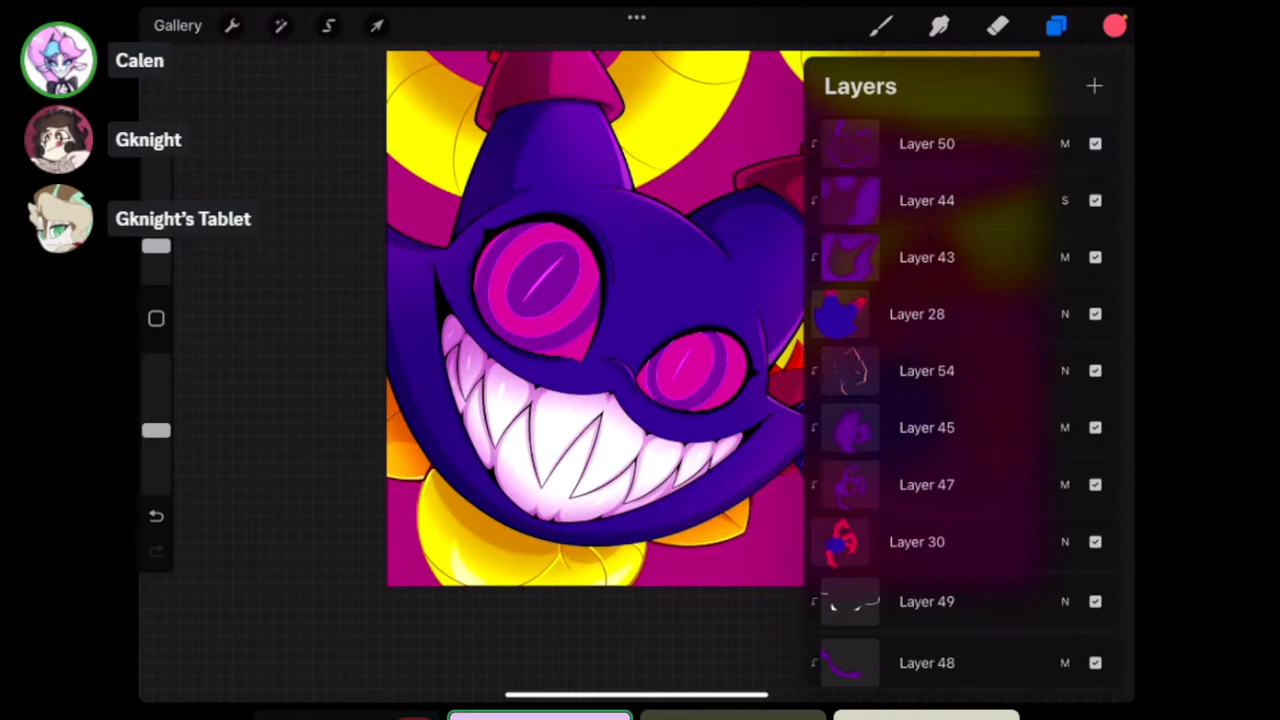 Gallery
Calen
Gknight
Gknight’s Tablet
Layers
Layer 50 M
Layer 44 S
Layer 43 M
Layer 28 N
Layer 54 N
Layer 45 M
Layer 47 M
Layer 30 N
Layer 49 N
Layer 48 M